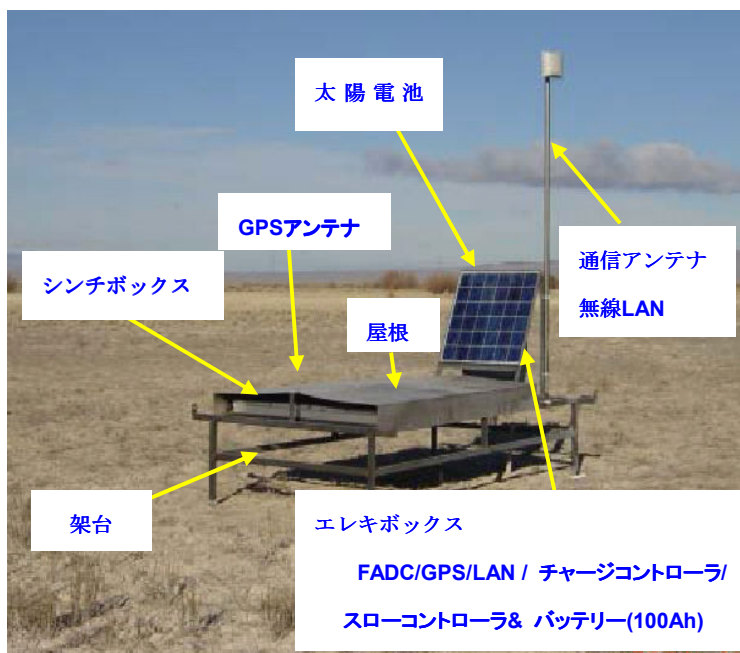 太陽電池
GPSアンテナ
シンチボックス
通信アンテナ
無線LAN
屋根
架台
エレキボックス
FADC/GPS/LAN / チャージコントローラ/
スローコントローラ& バッテリー(100Ah)